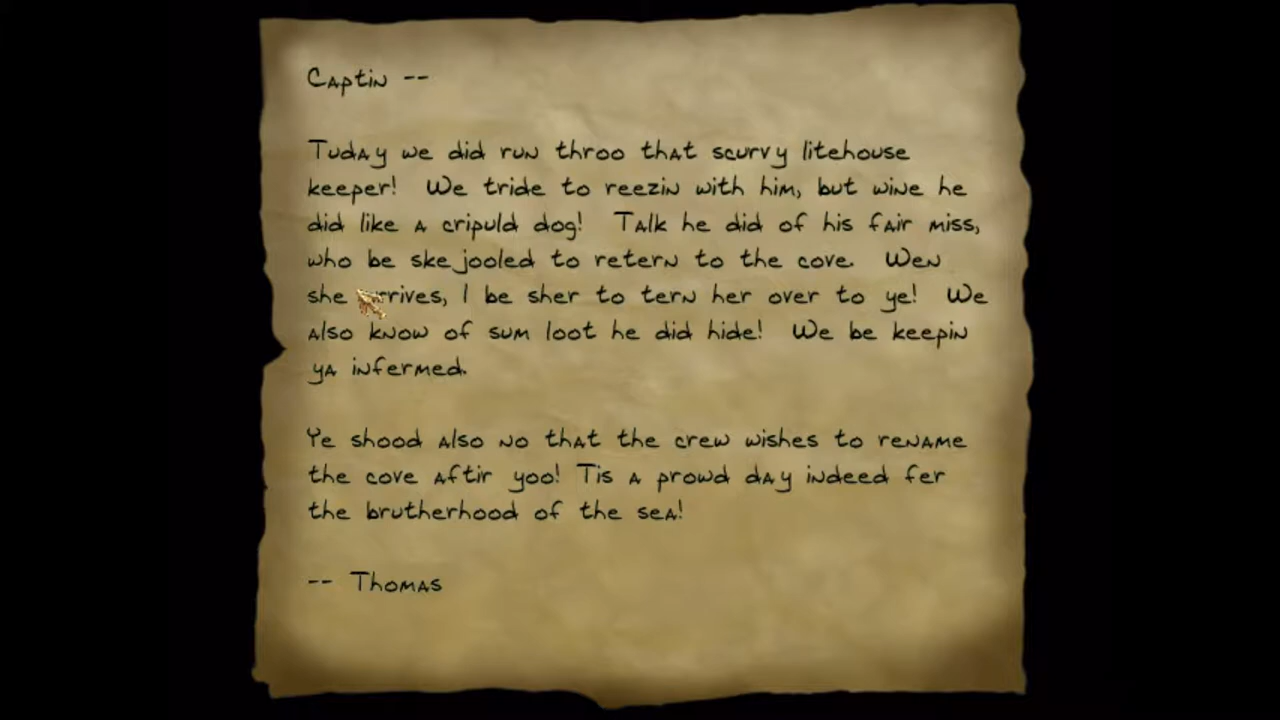 Captin --
Tuday we did run throo that scurvy litehouse
keeper! We tride to reezin with him, but wine he
did like a cripuld dog! Talk he did of his fair miss,
who be skejooled to retern to the cove. Wen
she arrives, I be sher to tern her over to ye! We
also know of sum loot he did hide! We be keepin
ya infermed.
Ye shood also no that the crew wishes to rename
the cove aftir yoo! Tis a prowd day indeed fer
the brutherhood of the sea!
-- Thomas